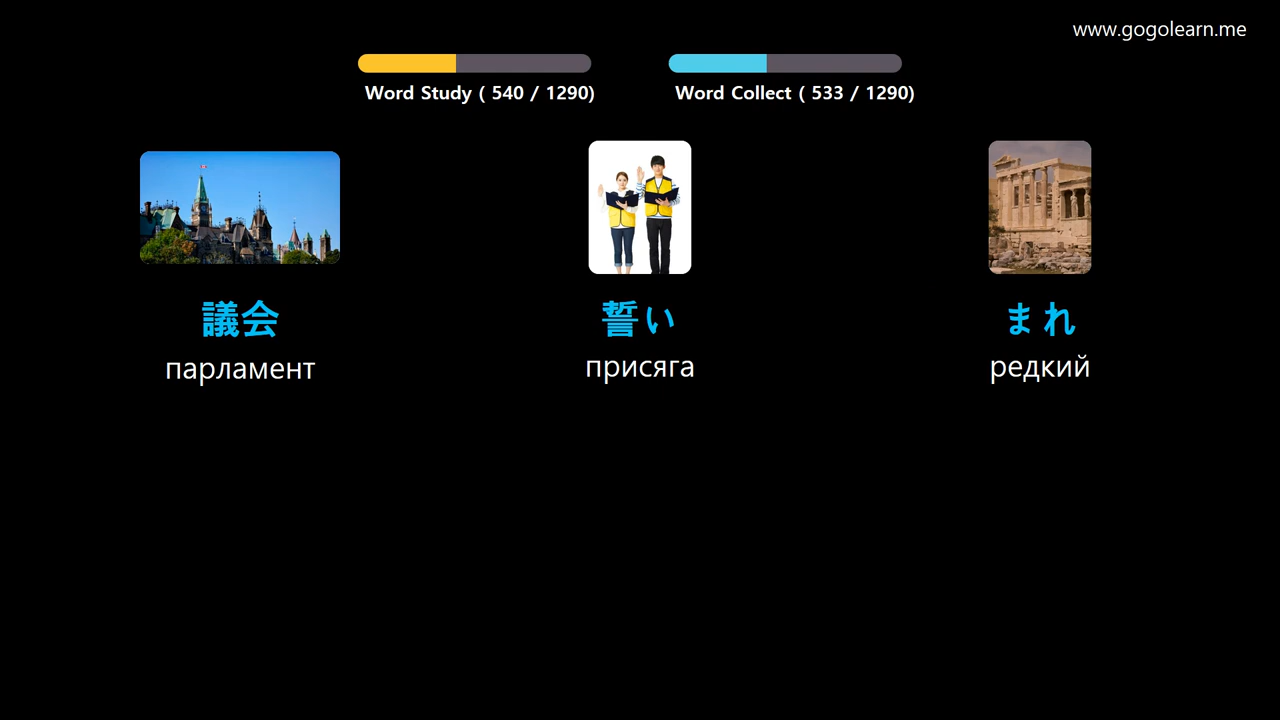 www.gogolearn.me
Word Study ( 540 / 1290)
Word Collect ( 533 / 1290)
議会
парламент
誓い
присяга
まれ
редкий